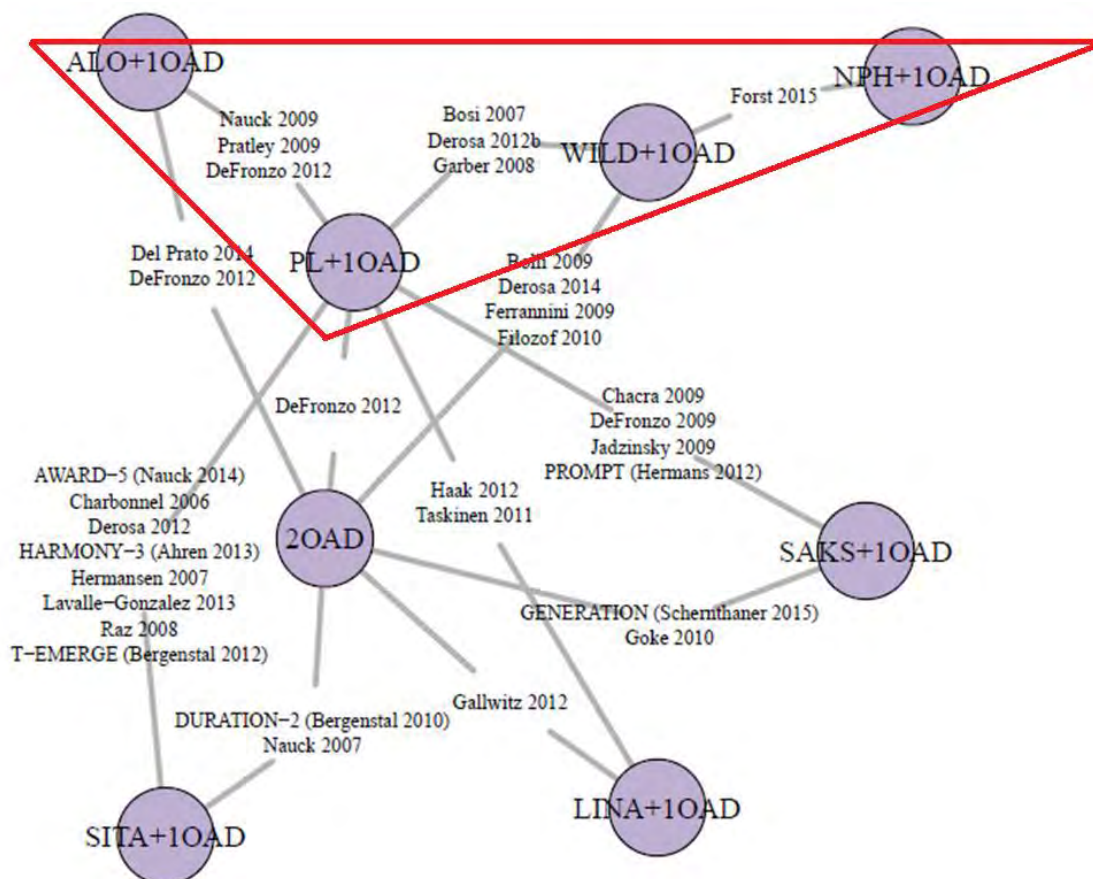 ALO+1OAD
NPH+1OAD
Forst 2015
Nauck 2009
Pratley 2009
DeFronzo 2012
Bosi 2007
Derosa 2012b
Garber 2008
WILD+1OAD
Del Prato 2014
DeFronzo 2012
PL+1OAD
Bolli 2009
Derosa 2014
Ferrannini 2009
Filozof 2010
DeFronzo 2012
Chacra 2009
DeFronzo 2009
Jadzinsky 2009
PROMPT (Hermans 2012)
AWARD−5 (Nauck 2014)
Charbonnel 2006
Derosa 2012
HARMONY−3 (Ahren 2013)
Hermansen 2007
Lavalle−Gonzalez 2013
Raz 2008
T−EMERGE (Bergenstal 2012)
Haak 2012
Taskinen 2011
2OAD
SAKS+1OAD
GENERATION (Schernthaner 2015)
Goke 2010
Gallwitz 2012
DURATION−2 (Bergenstal 2010)
Nauck 2007
SITA+1OAD
LINA+1OAD